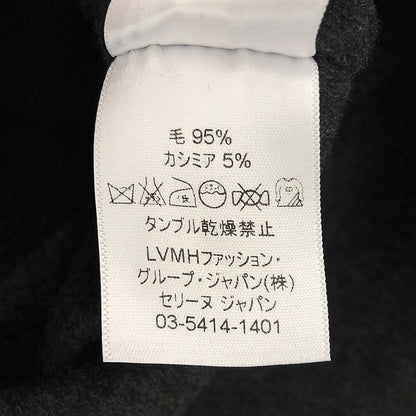 毛 95%
カシミア 5%
低
タンブル乾燥禁止
LVMHファッション・
グループ・ジャパン(株)
セリーヌ ジャパン
03-5414-1401